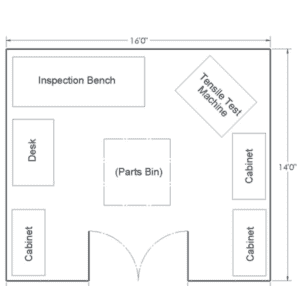 16'0"
Inspection Bench
Tensile Test
Machine
Desk
(Parts Bin)
Cabinet
14'0"
Cabinet
Cabinet